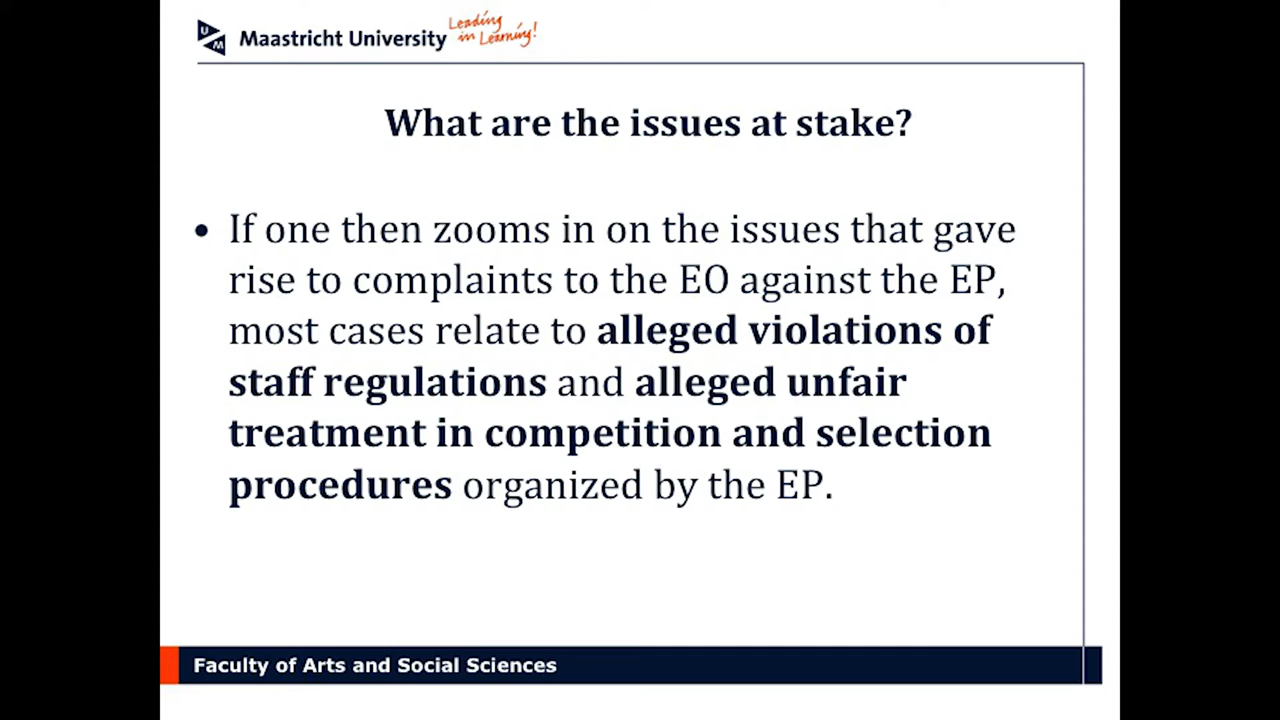 UM
Maastricht University
Leading
in Learning!
What are the issues at stake?
• If one then zooms in on the issues that gave
rise to complaints to the EO against the EP,
most cases relate to alleged violations of
staff regulations and alleged unfair
treatment in competition and selection
procedures organized by the EP.
Faculty of Arts and Social Sciences